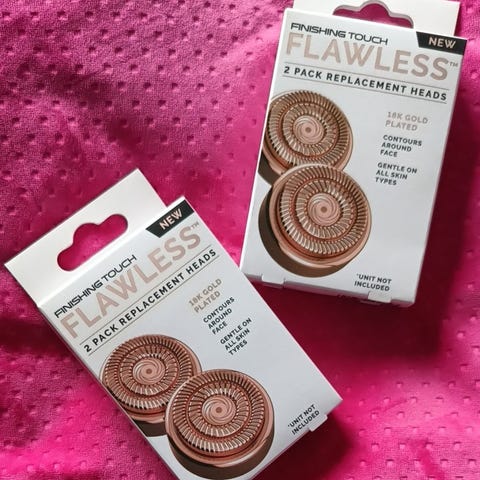 FINISHING TOUCH
NEW
FLAWLESS™
2 PACK REPLACEMENT HEADS
18K GOLD
PLATED
CONTOURS
AROUND
FACE
GENTLE ON
ALL SKIN
TYPES
*UNIT NOT
INCLUDED
NEW
FINISHING TOUCH
FLAWLESS™
2 PACK REPLACEMENT HEADS
18K GOLD
PLATED
CONTOURS
AROUND
FACE
GENTLE ON
ALL SKIN
TYPES
*UNIT NOT
INCLUDED